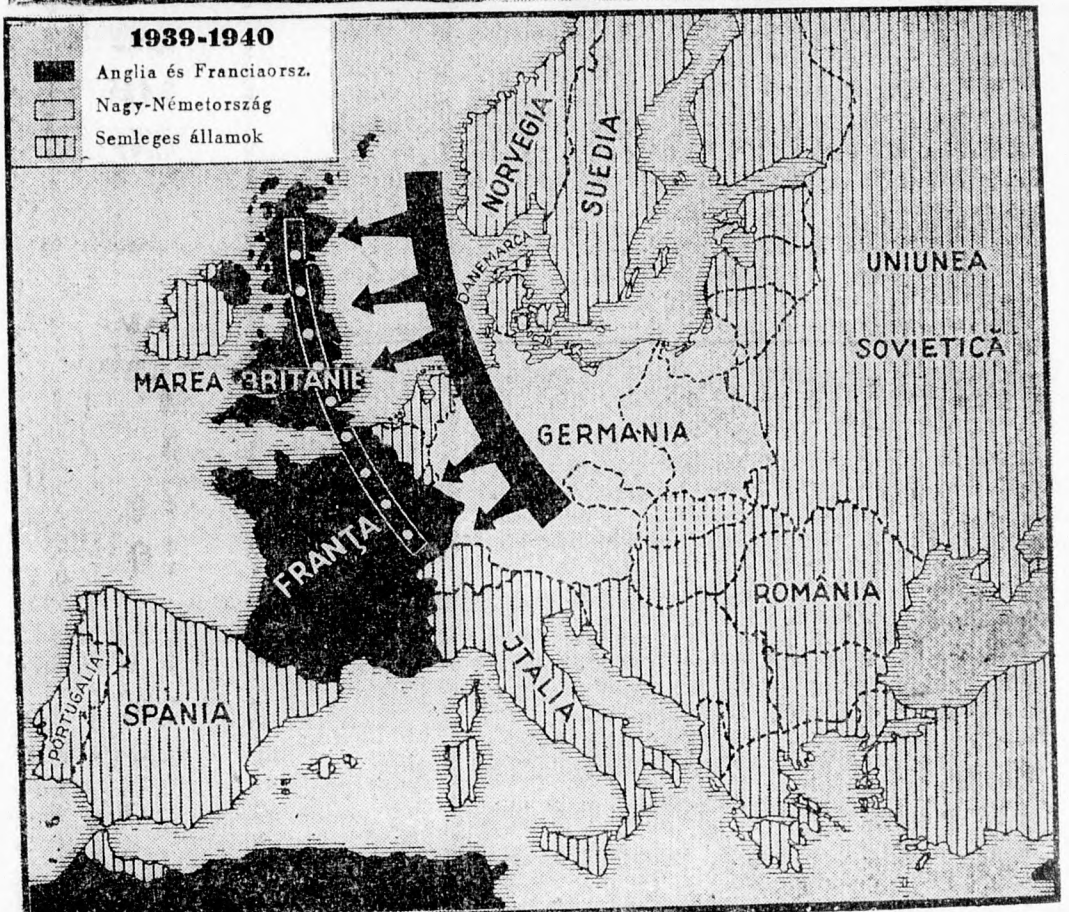 1939-1940
Anglia és Franciaorsz.
Nagy-Németország
Semleges államok
NORVEGIA
SUEDIA
DANEMARCA
UNIUNEA
SOVIETICĂ
MAREA BRITANIE
GERMANIA
FRANŢA
ROMÂNIA
JTALIA
PORTUGALIA
SPANIA